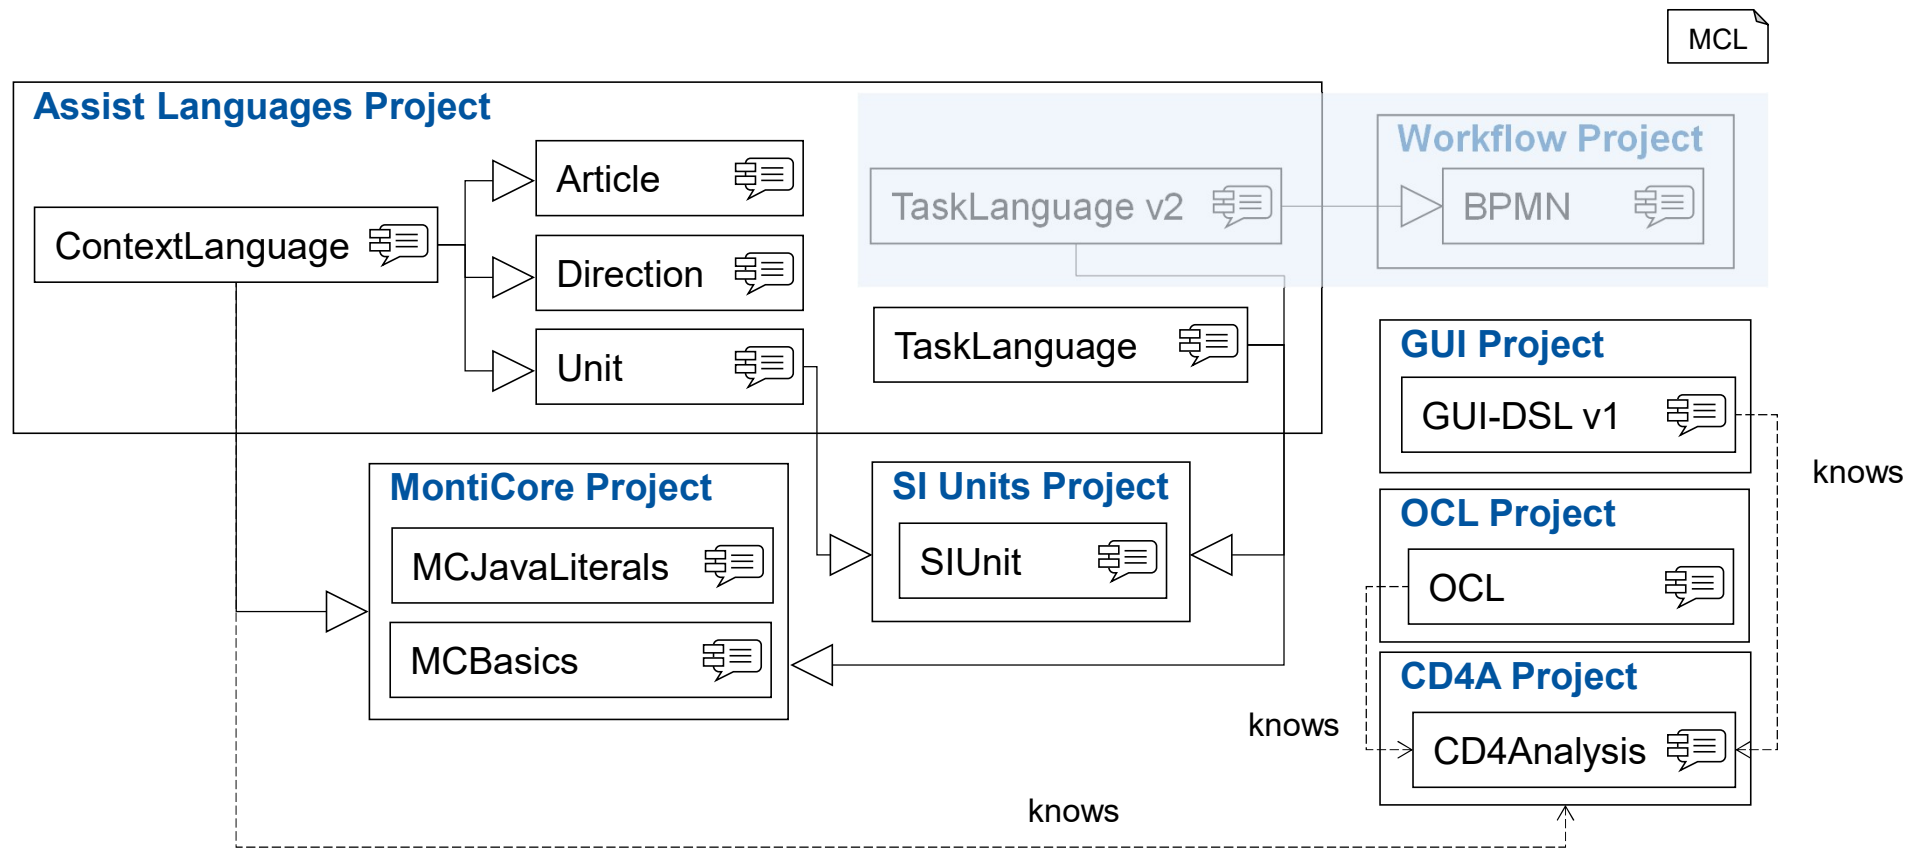 MCL
Assist Languages Project
Article
ContextLanguage
Direction
Unit
TaskLanguage v2
Workflow Project
BPMN
TaskLanguage
GUI Project
GUI-DSL v1
knows
MontiCore Project
MCJavaLiterals
MCBasics
SI Units Project
SIUnit
OCL Project
OCL
CD4A Project
knows
CD4Analysis
knows